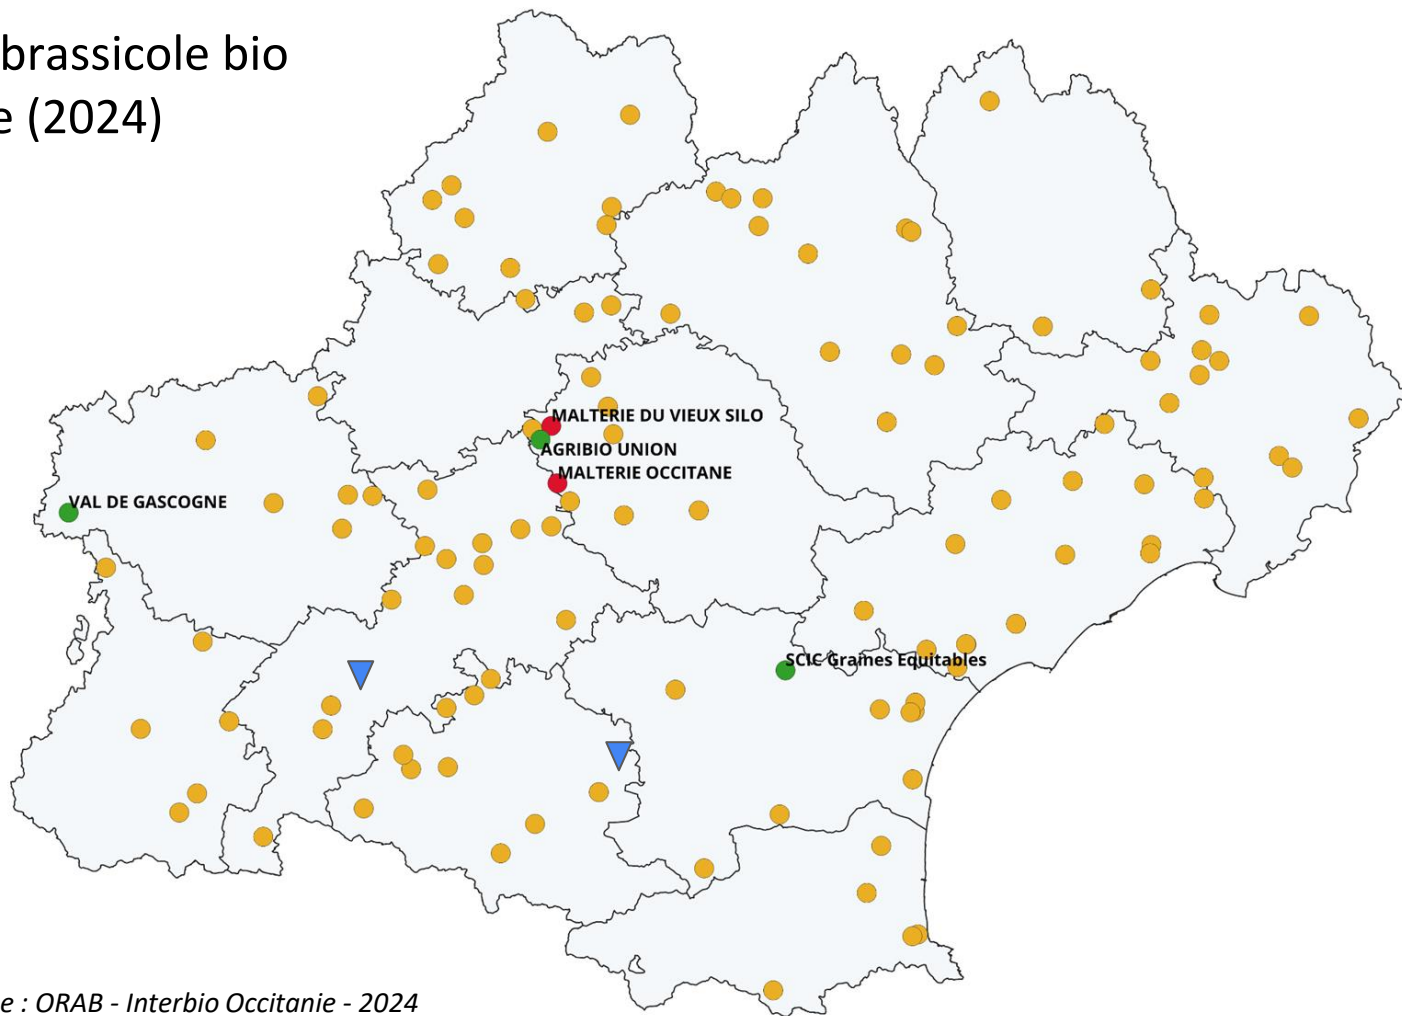 brassicole bio
e (2024)
MALTERIE DU VIEUX SILO
AGRIBIO UNION
MALTERIE OCCITANE
VAL DE GASCOGNE
SCIC Graines Equitables
e : ORAB - Interbio Occitanie - 2024